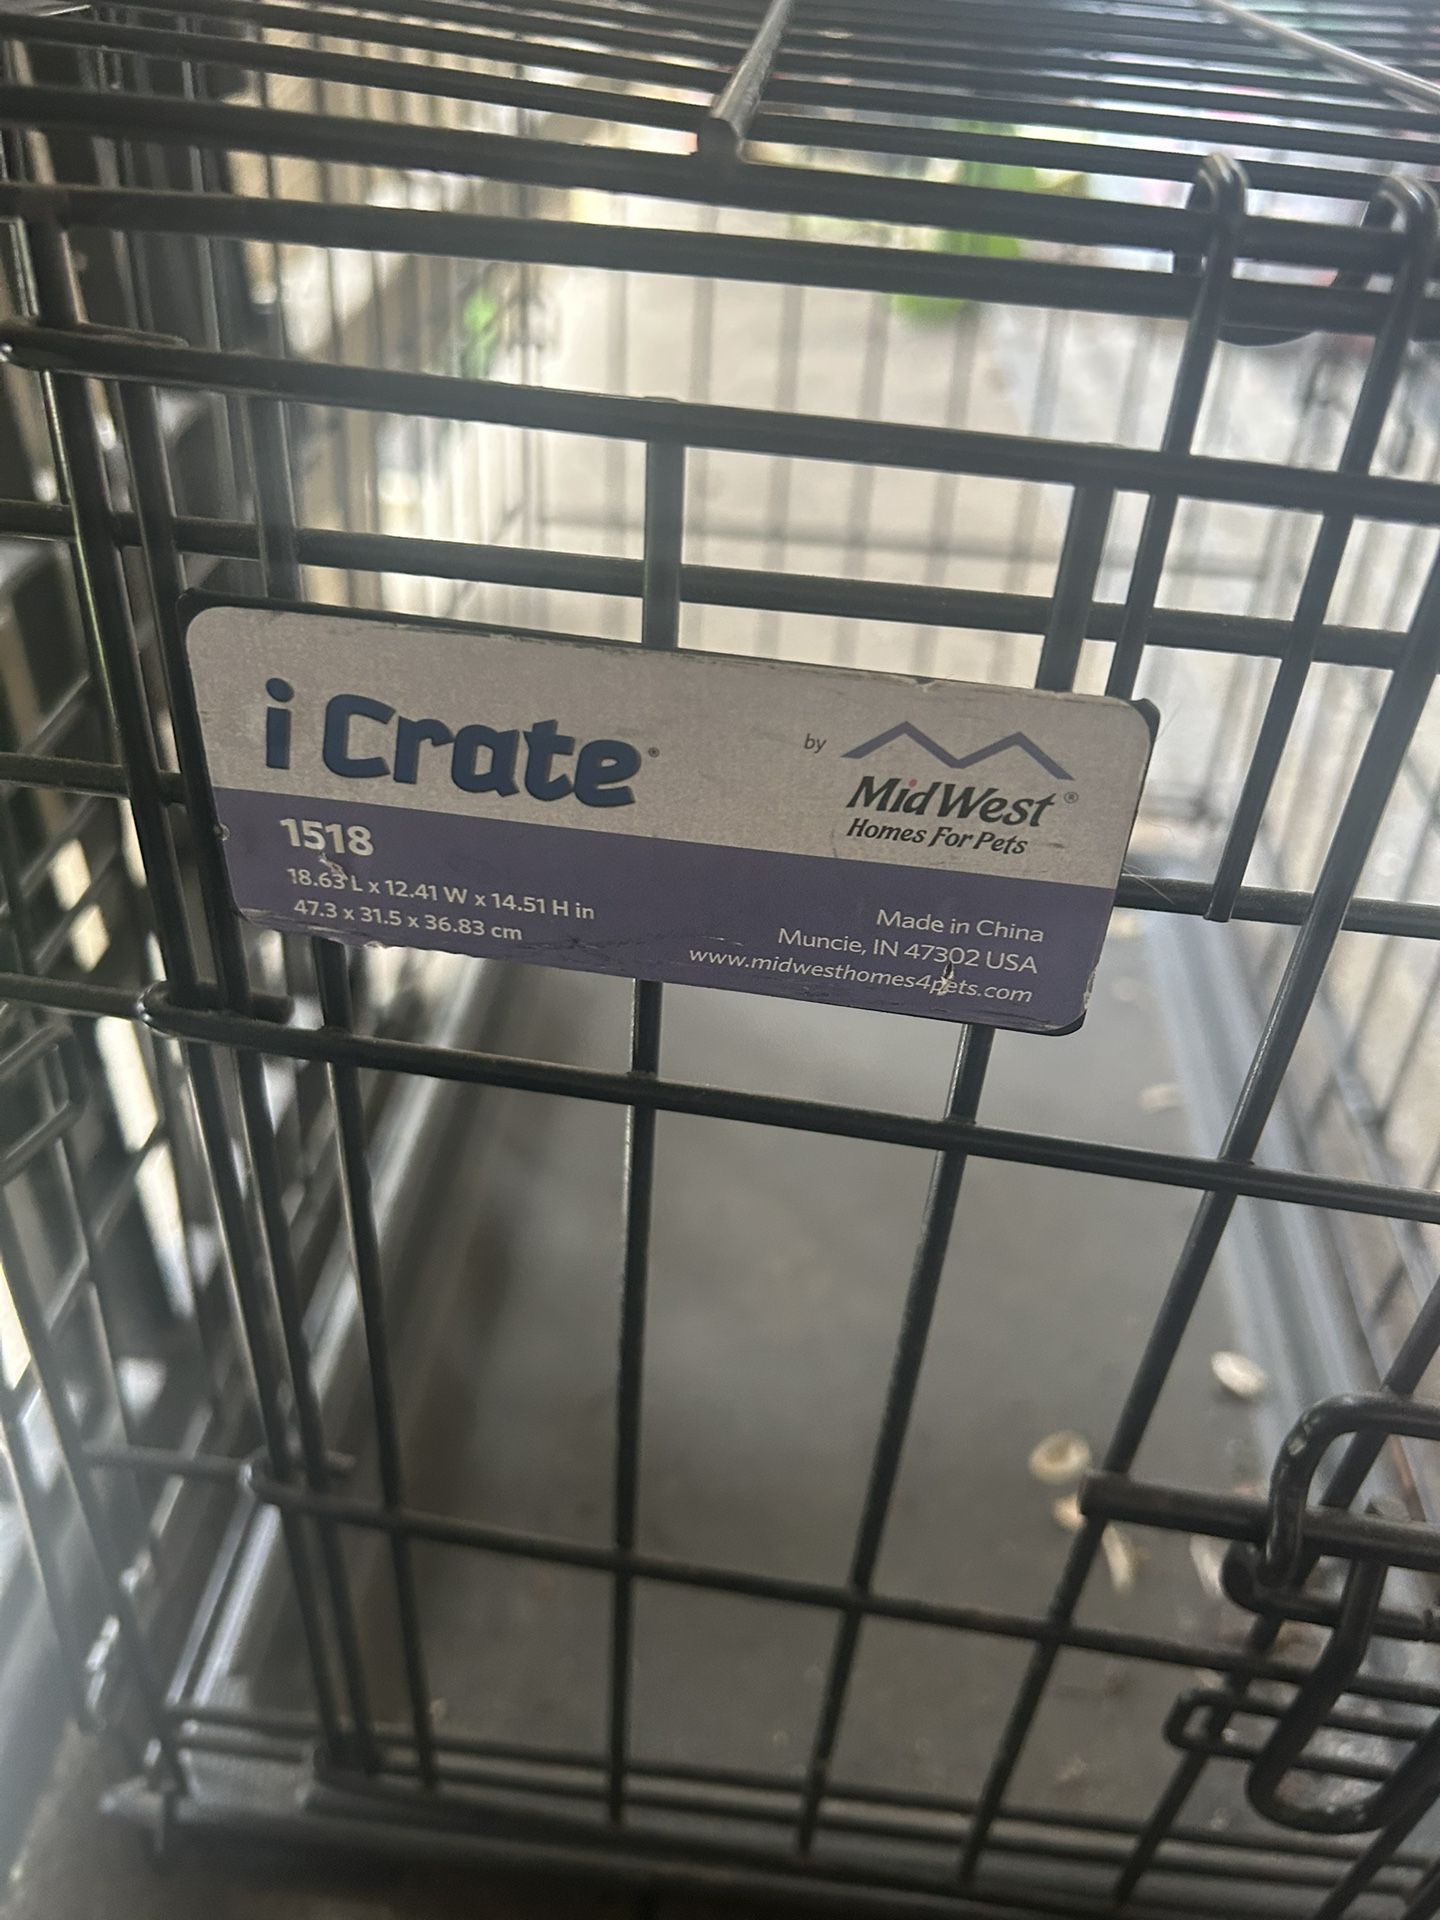 i Crate®
by
MidWest®
Homes For Pets
1518
18.63 L x 12.41 W x 14.51 H in
47.3 x 31.5 x 36.83 cm
Made in China
Muncie, IN 47302 USA
www.midwesthomes4pets.com